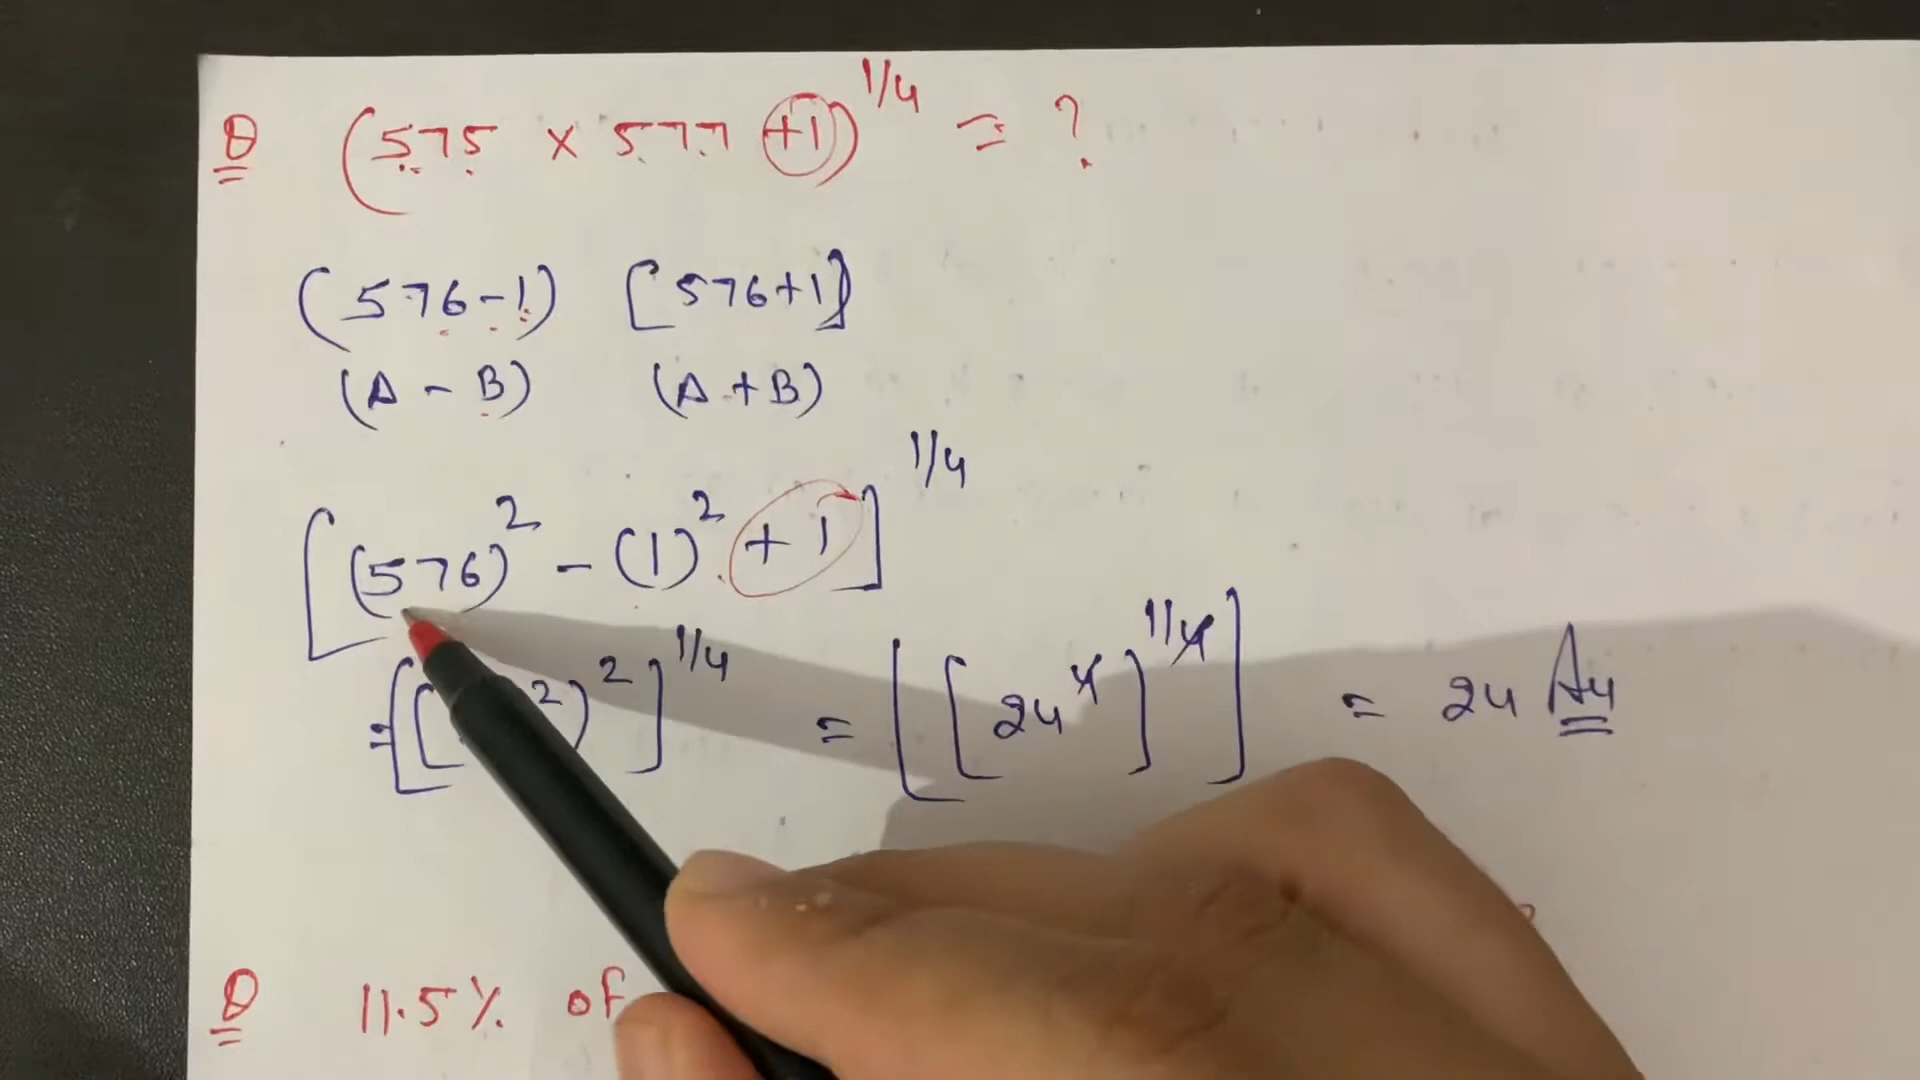 Q (575 × 577 +1)^1/4 = ?
(576-1) [576+1]
(A - B) (A + B)
[(576)^2 - (1)^2 + 1]^1/4
= [( ^2)^2]^1/4 = [[24^4]^1/4] = 24 Ay
Q 11.5% of